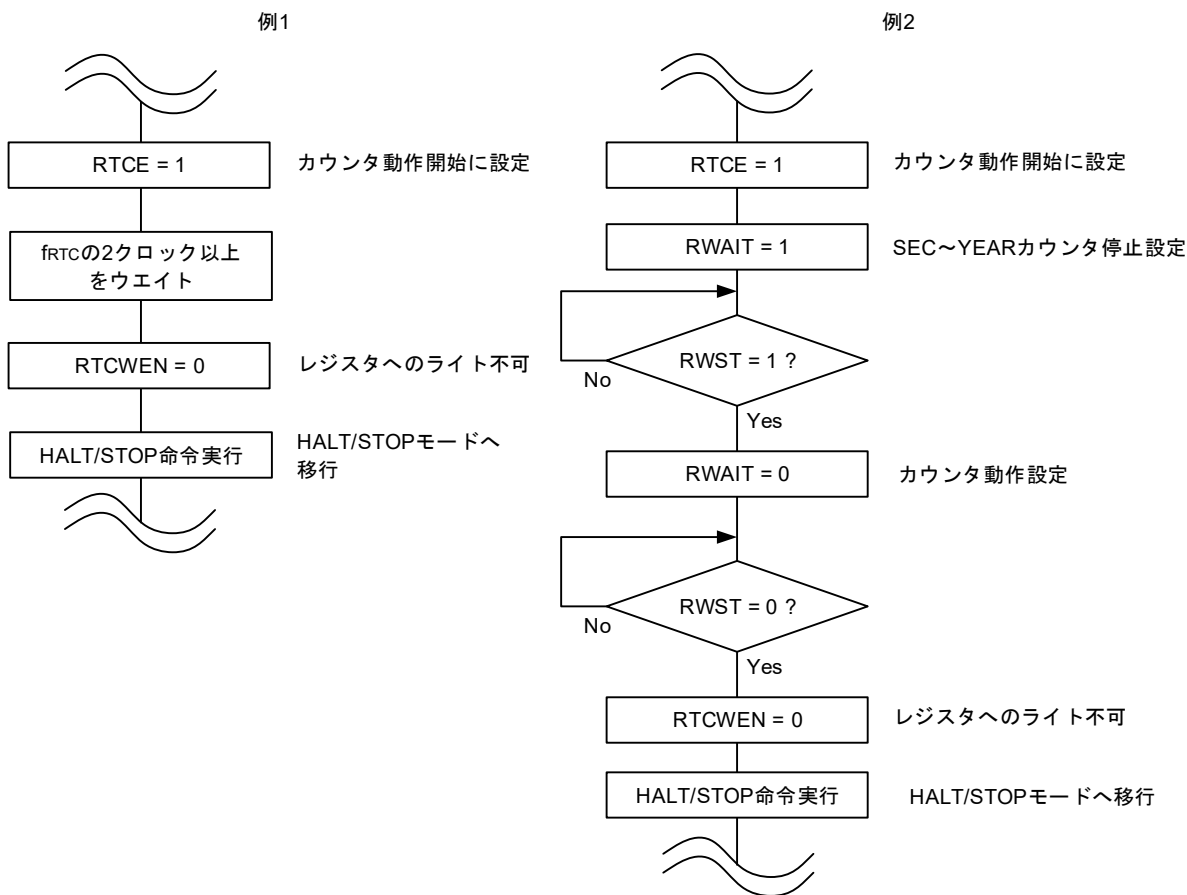 例1
RTCE = 1
カウンタ動作開始に設定
fRTCの2クロック以上
をウエイト
RTCWEN = 0
レジスタへのライト不可
HALT/STOP命令実行
HALT/STOPモードへ
移行
例2
RTCE = 1
カウンタ動作開始に設定
RWAIT = 1
SEC～YEARカウンタ停止設定
RWST = 1 ?
No
Yes
RWAIT = 0
カウンタ動作設定
RWST = 0 ?
No
Yes
RTCWEN = 0
レジスタへのライト不可
HALT/STOP命令実行
HALT/STOPモードへ移行